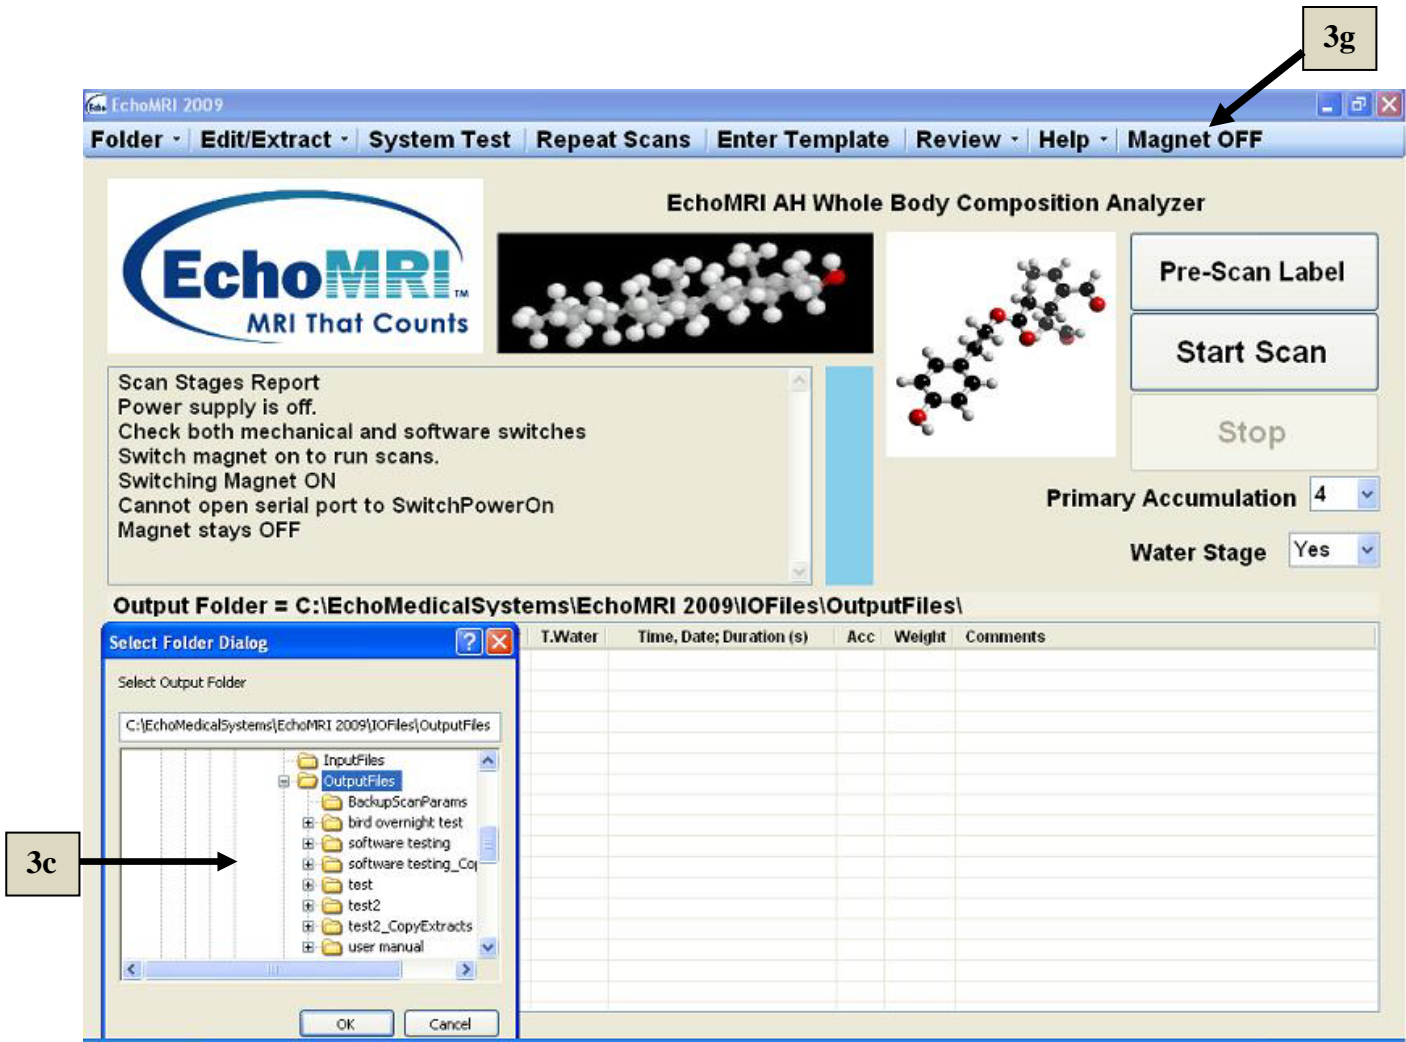 3g
EchoMRI 2009
Folder Edit/Extract System Test Repeat Scans Enter Template Review Help Magnet OFF
EchoMRI AH Whole Body Composition Analyzer
EchoMRI TM
MRI That Counts
Pre-Scan Label
Start Scan
Stop
Scan Stages Report
Power supply is off.
Check both mechanical and software switches
Switch magnet on to run scans.
Switching Magnet ON
Cannot open serial port to SwitchPowerOn
Magnet stays OFF
Primary Accumulation 4
Water Stage Yes
Output Folder = C:\EchoMedicalSystems\EchoMRI 2009\IOFiles\OutputFiles\
T.Water Time, Date; Duration (s) Acc Weight Comments
Select Folder Dialog
Select Output Folder
C:\EchoMedicalSystems\EchoMRI 2009\IOFiles\OutputFiles
InputFiles
OutputFiles
BackupScanParams
bird overnight test
software testing
software testing_Co
test
test2
test2_CopyExtracts
user manual
OK Cancel
3c